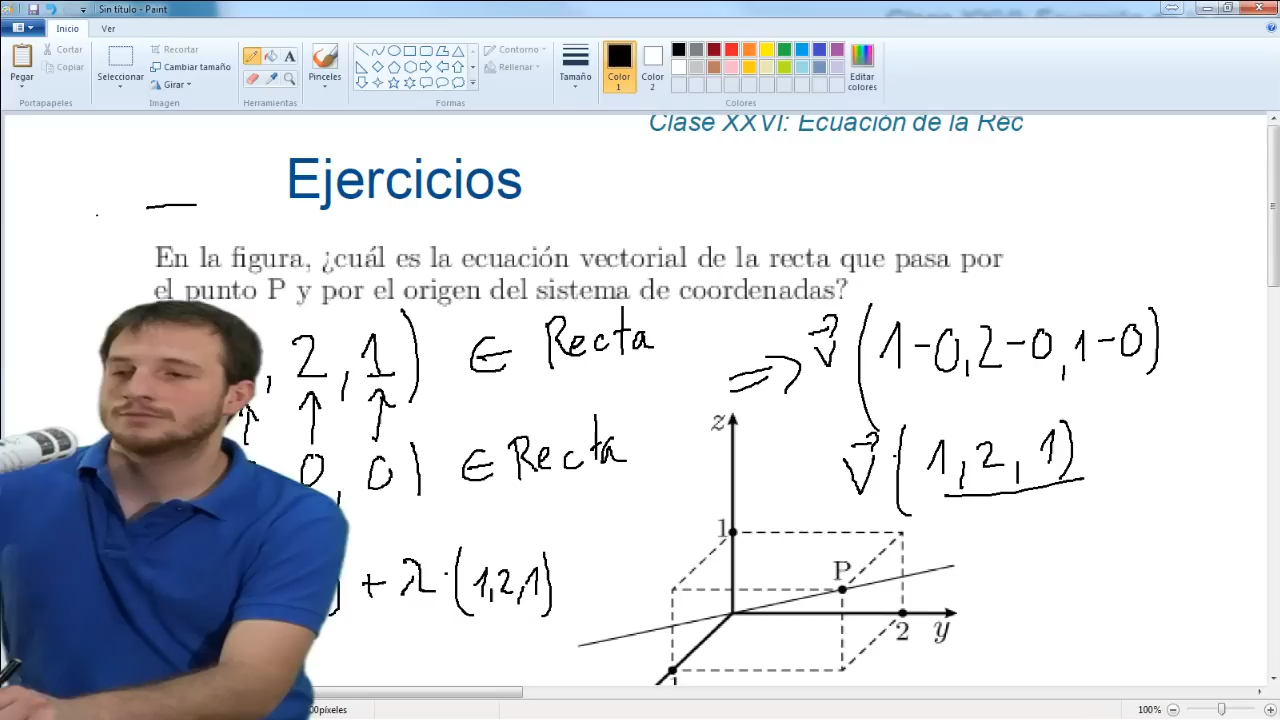 Sin título - Paint
Inicio Ver
Pegar
Cortar
Copiar
Portapapeles
Seleccionar
Recortar
Cambiar tamaño
Girar
Imagen
A
Herramientas
Pinceles
Contorno
Rellenar
Formas
Tamaño
Color 1
Color 2
Editar colores
Colores
Clase XXVI: Ecuación de la Rec
Ejercicios
En la figura, ¿cuál es la ecuación vectorial de la recta que pasa por
el punto P y por el origen del sistema de coordenadas?
, 2 , 1 ) ∈ Recta ⇒ v⃗ (1-0, 2-0, 1-0)
0 , 0 ) ∈ Recta
v⃗ (1, 2, 1)
) + λ · (1,2,1)
z
1
P
2
y
00píxeles
100%